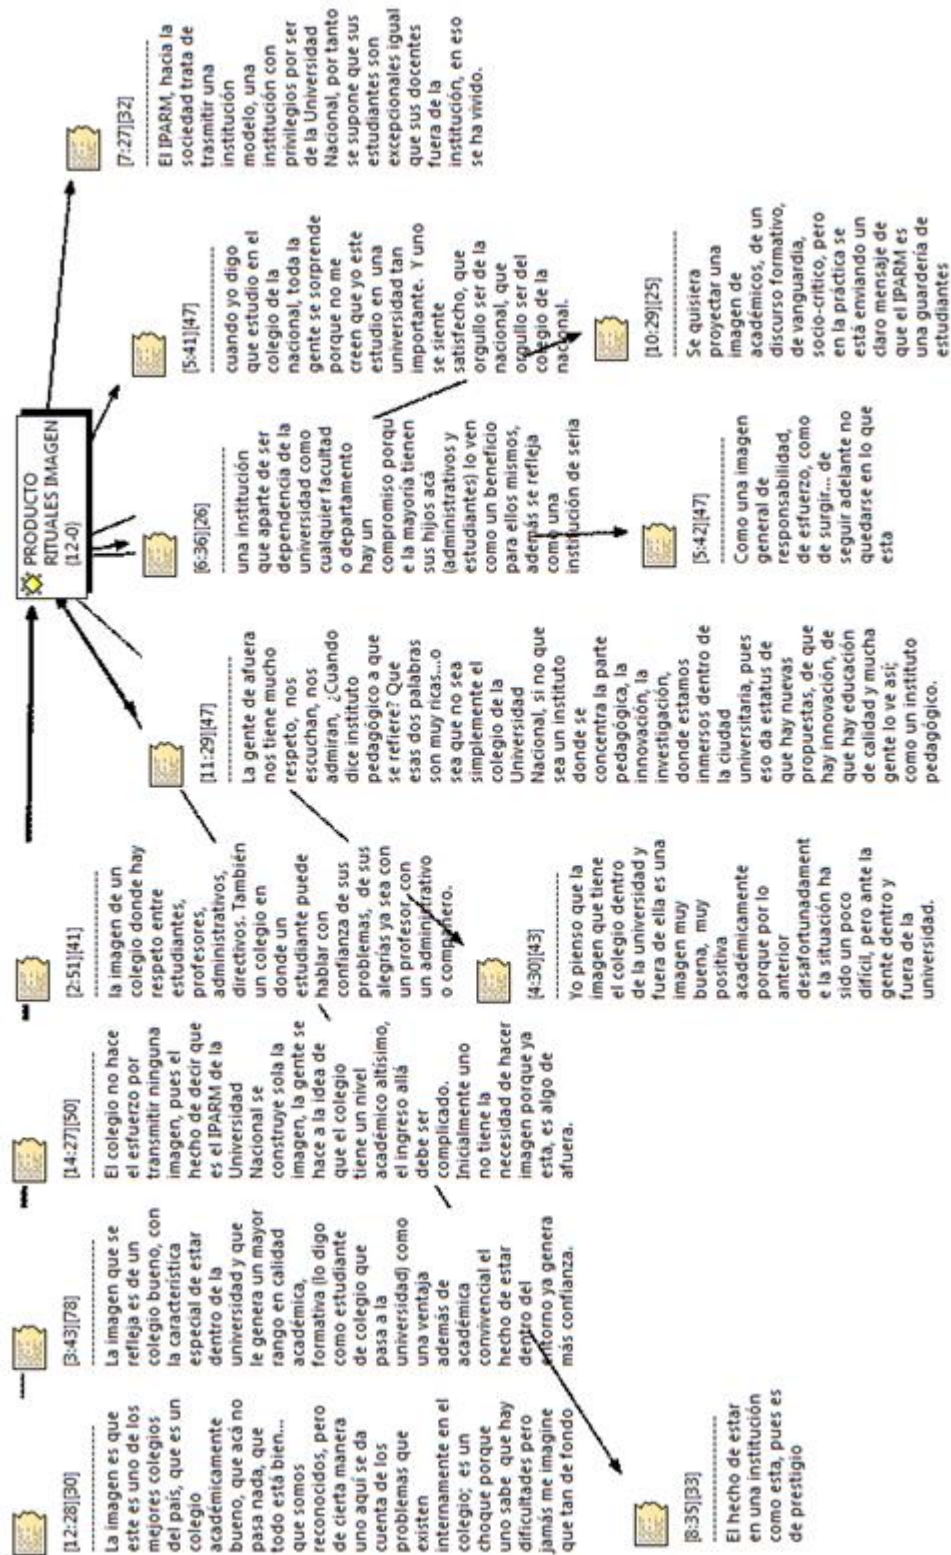 PRODUCTO
RITUALES IMAGEN
{12-0}
[12:28][30]
La imagen es que
este es uno de los
mejores colegios
del país, que es un
colegio
académicamente
bueno, que acá no
pasa nada, que
todo está bien...
que somos
reconocidos, pero
de cierta manera
uno aquí se da
cuenta de los
problemas que
existen
internamente en el
colegio; es un
choque porque
uno sabe que hay
dificultades pero
jamás me imagine
que tan de fondo
[3:43][78]
La imagen que se
refleja es de un
colegio bueno, con
la característica
especial de estar
dentro de la
universidad y que
le genera un mayor
rango en calidad
académica,
formativa (lo digo
como estudiante
de colegio que
pasa a la
universidad) como
una ventaja
además de
académica
convivencial el
hecho de estar
dentro del
entorno ya genera
más confianza.
[14:27][50]
El colegio no hace
el esfuerzo por
transmitir ninguna
imagen, pues el
hecho de decir que
es el IPARM de la
Universidad
Nacional se
construye sola la
imagen, la gente se
hace a la idea de
que el colegio
tiene un nivel
académico altísimo,
el ingreso allá
debe ser
complicado.
Inicialmente uno
no tiene la
necesidad de hacer
imagen porque ya
esta, es algo de
afuera.
[2:51][41]
la imagen de un
colegio donde hay
respeto entre
estudiantes,
profesores,
administrativos,
directivos. También
un colegio en
donde un
estudiante puede
hablar con
confianza de sus
problemas, de sus
alegrías ya sea con
un profesor, con
un administrativo
o compañero.
[11:29][47]
La gente de afuera
nos tiene mucho
respeto, nos
escuchan, nos
admiran, ¿Cuando
dice instituto
pedagógico a que
se refiere? Que
esas dos palabras
son muy ricas...o
sea que no sea
simplemente el
colegio de la
Universidad
Nacional, si no que
sea un instituto
donde se
concentra la parte
pedagógica, la
innovación, la
investigación,
donde estamos
inmersos dentro de
la ciudad
universitaria, pues
eso da estatus de
que hay nuevas
propuestas, de que
hay innovación, de
que hay educación
de calidad y mucha
gente lo ve así;
como un instituto
pedagógico.
[6:36][26]
una institución
que aparte de ser
dependencia de la
universidad como
cualquier facultad
o departamento
hay un
compromiso porqu
e la mayoría tienen
sus hijos acá
(administrativos y
estudiantes) lo ven
como un beneficio
para ellos mismos,
además se refleja
como una
institución de seria
[5:41][47]
cuando yo digo
que estudio en el
colegio de la
nacional, toda la
gente se sorprende
porque no me
creen que yo este
estudio en una
universidad tan
importante. Y uno
se siente
satisfecho, que
orgullo ser de la
nacional, que
orgullo ser del
colegio de la
nacional.
[7:27][32]
El IPARM, hacia la
sociedad trata de
trasmitir una
institución
modelo, una
institución con
privilegios por ser
de la Universidad
Nacional, por tanto
se supone que sus
estudiantes son
excepcionales igual
que sus docentes
fuera de la
institución, en eso
se ha vivido.
[8:35][33]
El hecho de estar
en una institución
como esta, pues es
de prestigio
[4:30][43]
Yo pienso que la
imagen que tiene
el colegio dentro
de la universidad y
fuera de ella es una
imagen muy
buena, muy
positiva
académicamente
porque por lo
anterior
desafortunadament
e la situación ha
sido un poco
difícil, pero ante la
gente dentro y
fuera de la
universidad.
[5:42][47]
Como una imagen
general de
responsabilidad,
de esfuerzo, como
de surgir... de
seguir adelante no
quedarse en lo que
esta
[10:29][25]
Se quisiera
proyectar una
imagen de
académicos, de un
discurso formativo,
de vanguardia,
socio-critico, pero
en la práctica se
está enviando un
claro mensaje de
que el IPARM es
una guardería de
estudiantes